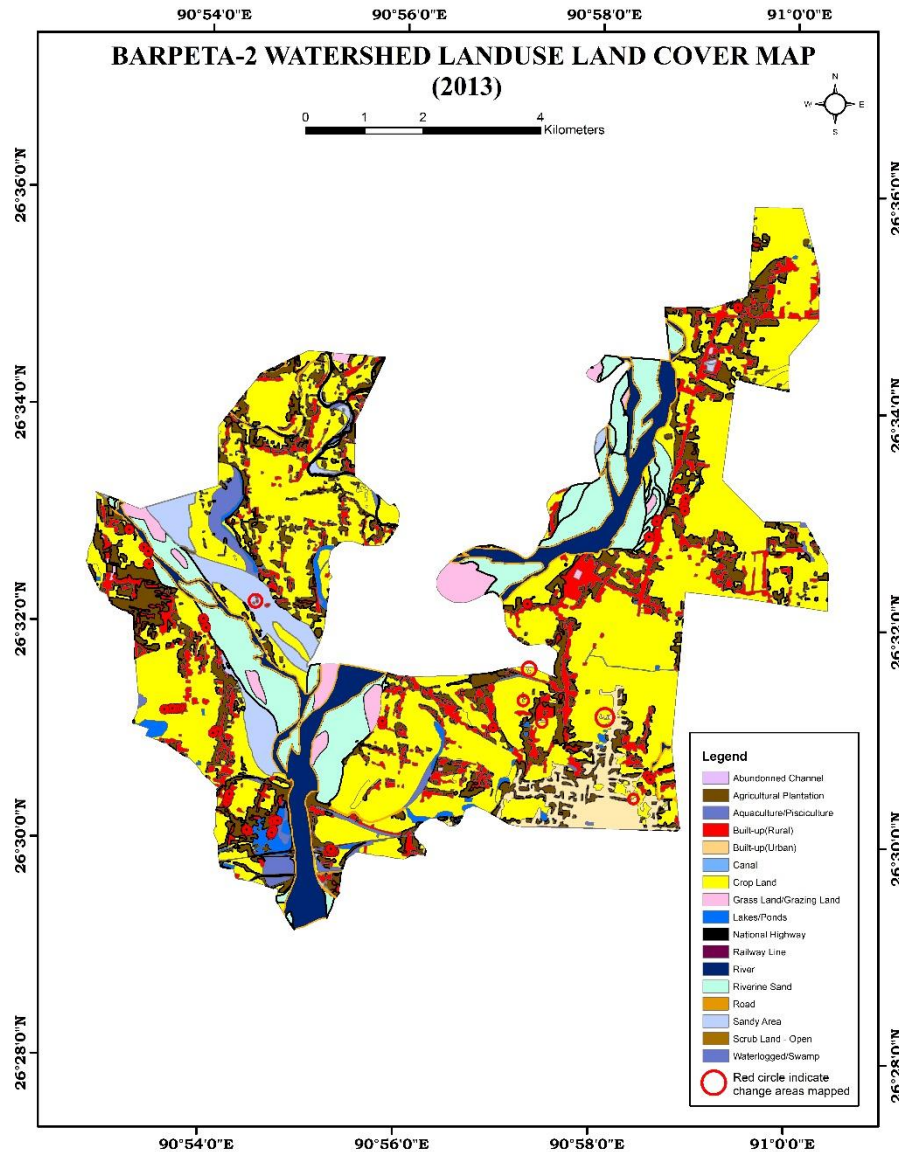 90°54'0"E 90°56'0"E 90°58'0"E 91°0'0"E
BARPETA-2 WATERSHED LANDUSE LAND COVER MAP
(2013)
N
W E
S
0 1 2 4
Kilometers
26°36'0"N 26°36'0"N
26°34'0"N 26°34'0"N
26°32'0"N 26°32'0"N
26°30'0"N 26°30'0"N
26°28'0"N 26°28'0"N
Legend
Abundonned Channel
Agricultural Plantation
Aquaculture/Pisciculture
Built-up(Rural)
Built-up(Urban)
Canal
Crop Land
Grass Land/Grazing Land
Lakes/Ponds
National Highway
Railway Line
River
Riverine Sand
Road
Sandy Area
Scrub Land - Open
Waterlogged/Swamp
Red circle indicate
change areas mapped
90°54'0"E 90°56'0"E 90°58'0"E 91°0'0"E